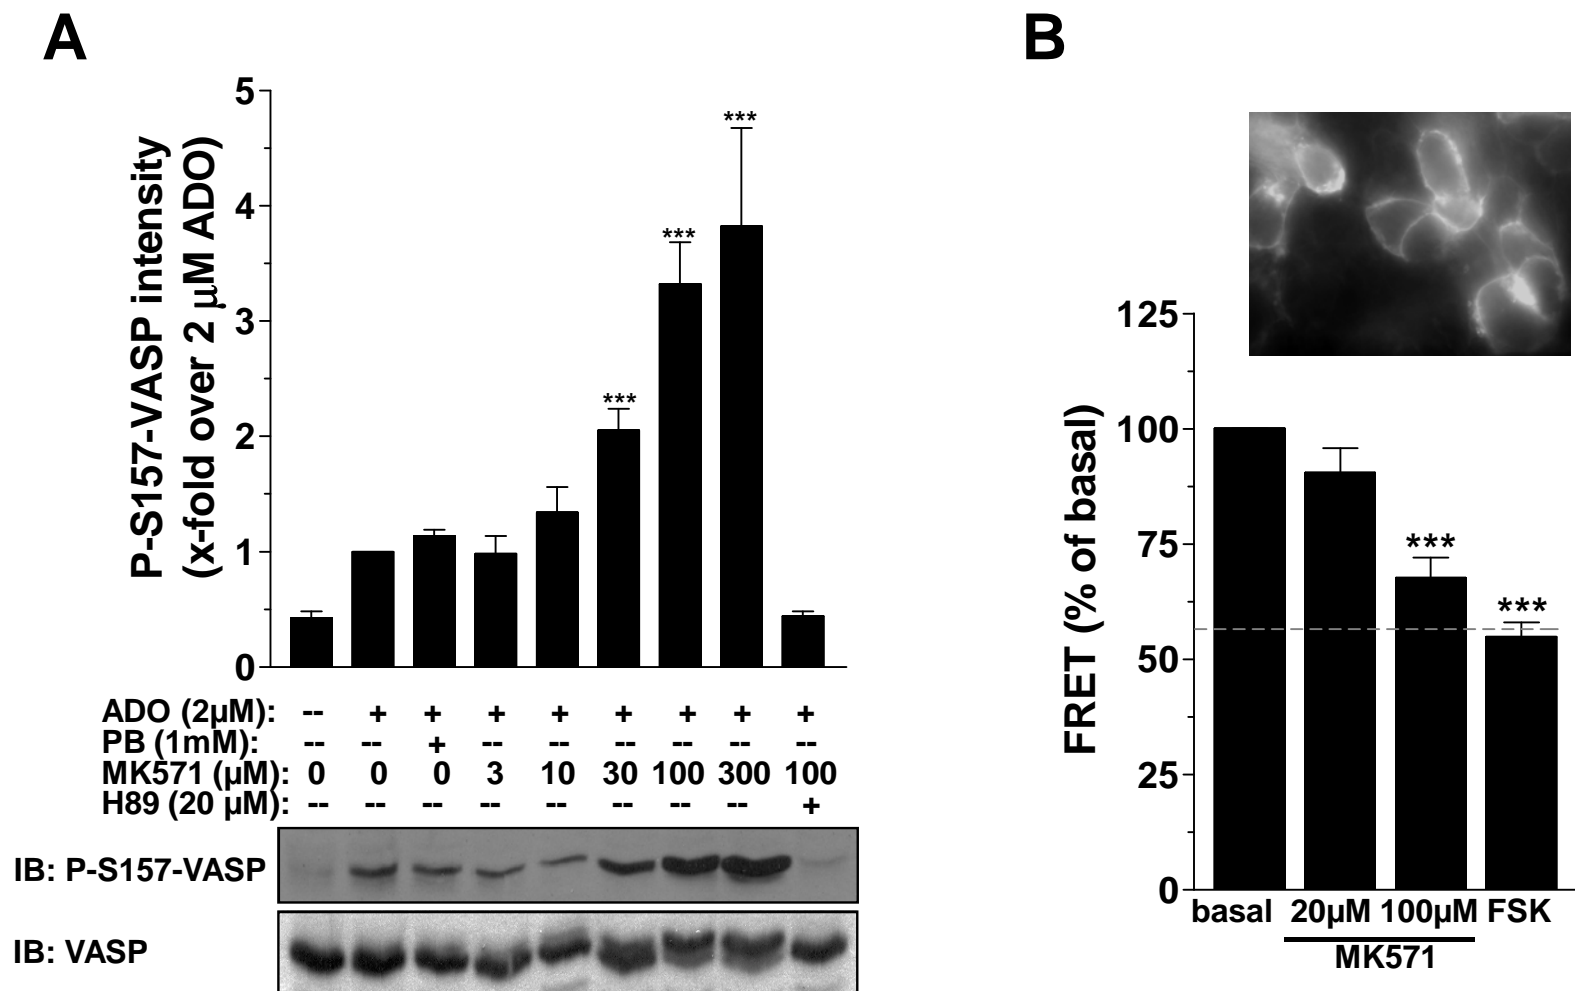 A
P-S157-VASP intensity
(x-fold over 2 µM ADO)
5
4
3
2
1
0
***
***
***
***
ADO (2µM): -- + + + + + + + +
PB (1mM): -- -- + -- -- -- -- -- --
MK571 (µM): 0 0 0 3 10 30 100 300 100
H89 (20 µM): -- -- -- -- -- -- -- -- +
IB: P-S157-VASP
IB: VASP
B
FRET (% of basal)
125
100
75
50
25
0
***
***
basal 20µM 100µM FSK
MK571